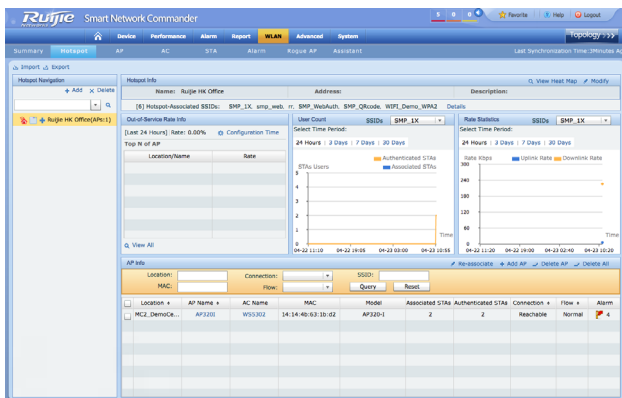 Ruijie Smart Network Commander
NETWORKS
5 0 0 Favorite Help Logout
Device Performance Alarm Report WLAN Advanced System Topology >>>
Summary Hotspot AP AC STA Alarm Rogue AP Assistant Last Synchronization Time:3Minutes Ag
Import Export
Hotspot Navigation
+ Add × Delete
Ruijie HK Office(APs:1)
Hotspot Info View Heat Map Modify
Name: Ruijie HK Office Address: Description:
[6] Hotspot-Associated SSIDs: SMP_1X, smp_web, rr, SMP_WebAuth, SMP_QRcode, WIFI_Demo_WPA2 Details
Out-of-Service Rate Info
[Last 24 Hours] Rate: 0.00% Configuration Time
Top N of AP
Location/Name Rate
View All
User Count SSIDs SMP_1X
Select Time Period:
24 Hours | 3 Days | 7 Days | 30 Days
Authenticated STAs
STAs Users Associated STAs
5
4
3
2
1
0
Time
04-22 11:10 04-22 19:05 04-23 03:00 04-23 10:55
Rate Statistics SSIDs SMP_1X
Select Time Period:
24 Hours | 3 Days | 7 Days | 30 Days
Rate Kbps Uplink Rate Downlink Rate
300
240
180
120
60
0
Time
04-22 11:20 04-22 19:00 04-23 02:40 04-23 10:20
AP Info Re-associate + Add AP Delete AP Delete All
Location: Connection: SSID:
MAC: Flow: Query Reset
Location AP Name AC Name MAC Model Associated STAs Authenticated STAs Connection Flow Alarm
MC2_DemoCe... AP320I WS5302 14:14:4b:63:1b:d2 AP320-I 2 2 Reachable Normal 4